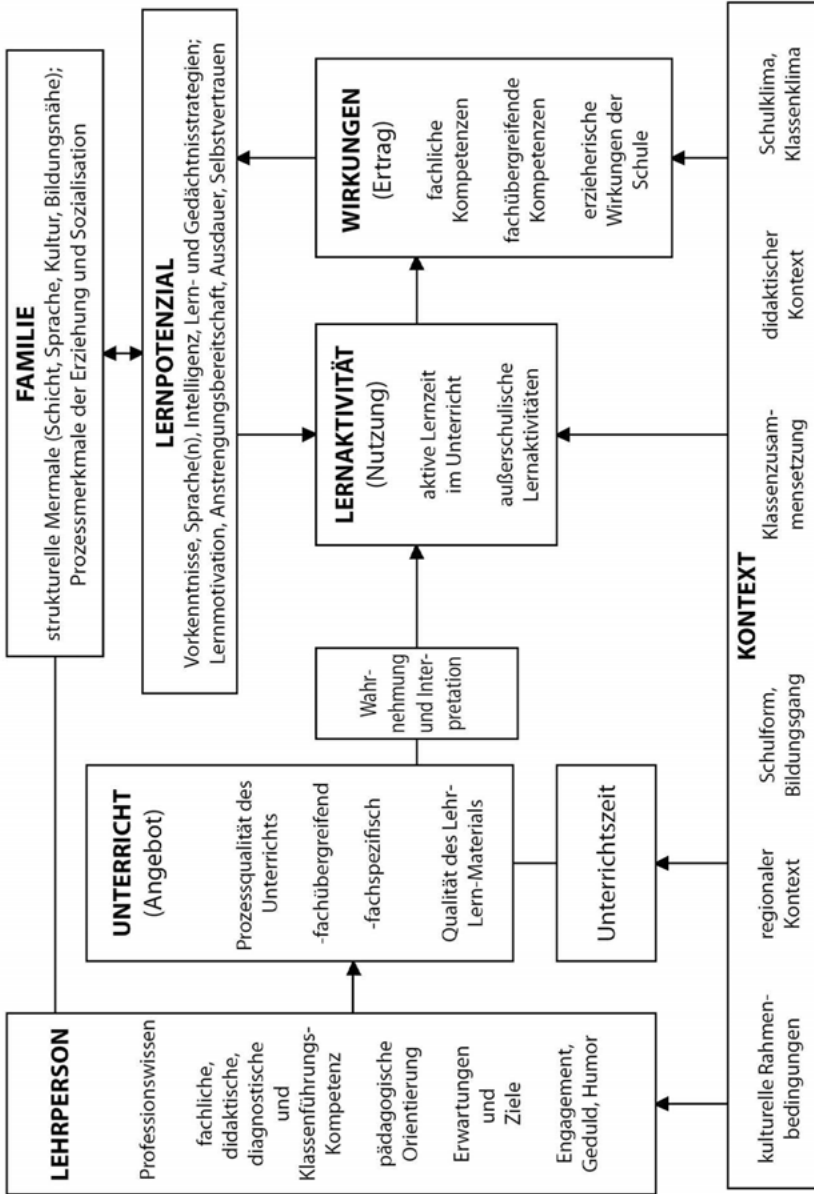 FAMILIE
strukturelle Mermale (Schicht, Sprache, Kultur, Bildungsnähe);
Prozessmerkmale der Erziehung und Sozialisation
LERNPOTENZIAL
Vorkenntnisse, Sprache(n), Intelligenz, Lern- und Gedächtnisstrategien;
Lernmotivation, Anstrengungsbereitschaft, Ausdauer, Selbstvertrauen
LEHRPERSON
Professionswissen
fachliche,
didaktische,
diagnostische
und
Klassenführungs-
Kompetenz
pädagogische
Orientierung
Erwartungen
und
Ziele
Engagement,
Geduld, Humor
UNTERRICHT
(Angebot)
Prozessqualität des
Unterrichts
-fachübergreifend
-fachspezifisch
Qualität des Lehr-
Lern-Materials
Unterrichtszeit
Wahr-
nehmung
und Inter-
pretation
LERNAKTIVITÄT
(Nutzung)
aktive Lernzeit
im Unterricht
außerschulische
Lernaktivitäten
WIRKUNGEN
(Ertrag)
fachliche
Kompetenzen
fachübergreifende
Kompetenzen
erzieherische
Wirkungen der
Schule
KONTEXT
kulturelle Rahmen-
bedingungen
regionaler
Kontext
Schulform,
Bildungsgang
Klassenzusam-
mensetzung
didaktischer
Kontext
Schulklima,
Klassenklima